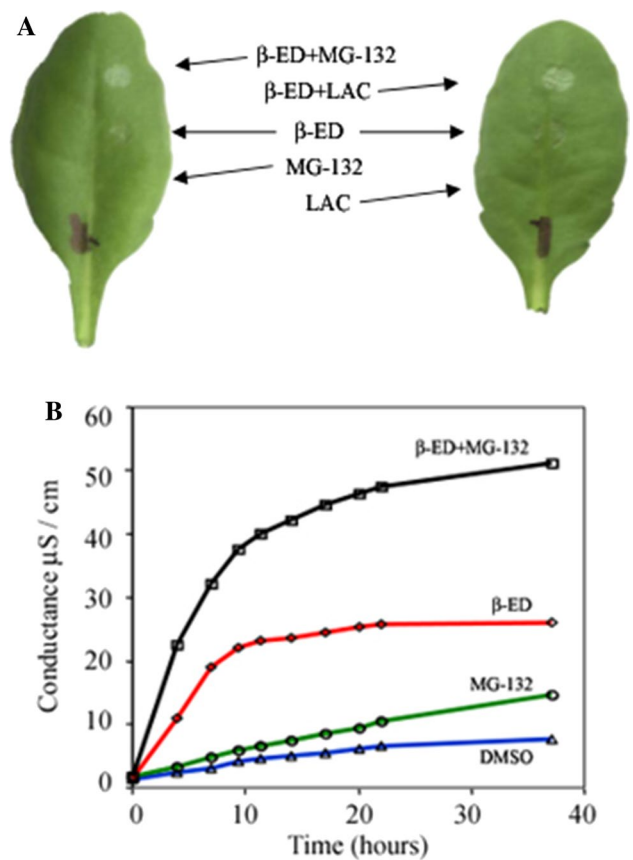 A
β-ED+MG-132
β-ED+LAC
β-ED
MG-132
LAC
B
60
50
40
30
20
10
0
Conductance µS / cm
β-ED+MG-132
β-ED
MG-132
DMSO
0 10 20 30 40
Time (hours)